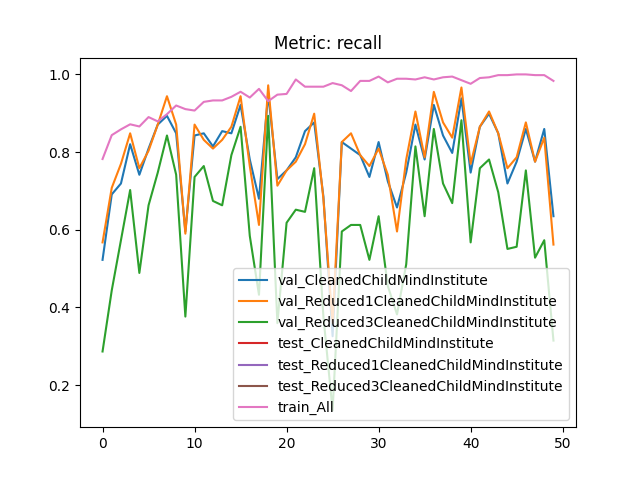 Metric: recall
1.0
0.8
0.6
0.4
0.2
val_CleanedChildMindInstitute
val_Reduced1CleanedChildMindInstitute
val_Reduced3CleanedChildMindInstitute
test_CleanedChildMindInstitute
test_Reduced1CleanedChildMindInstitute
test_Reduced3CleanedChildMindInstitute
train_All
0 10 20 30 40 50